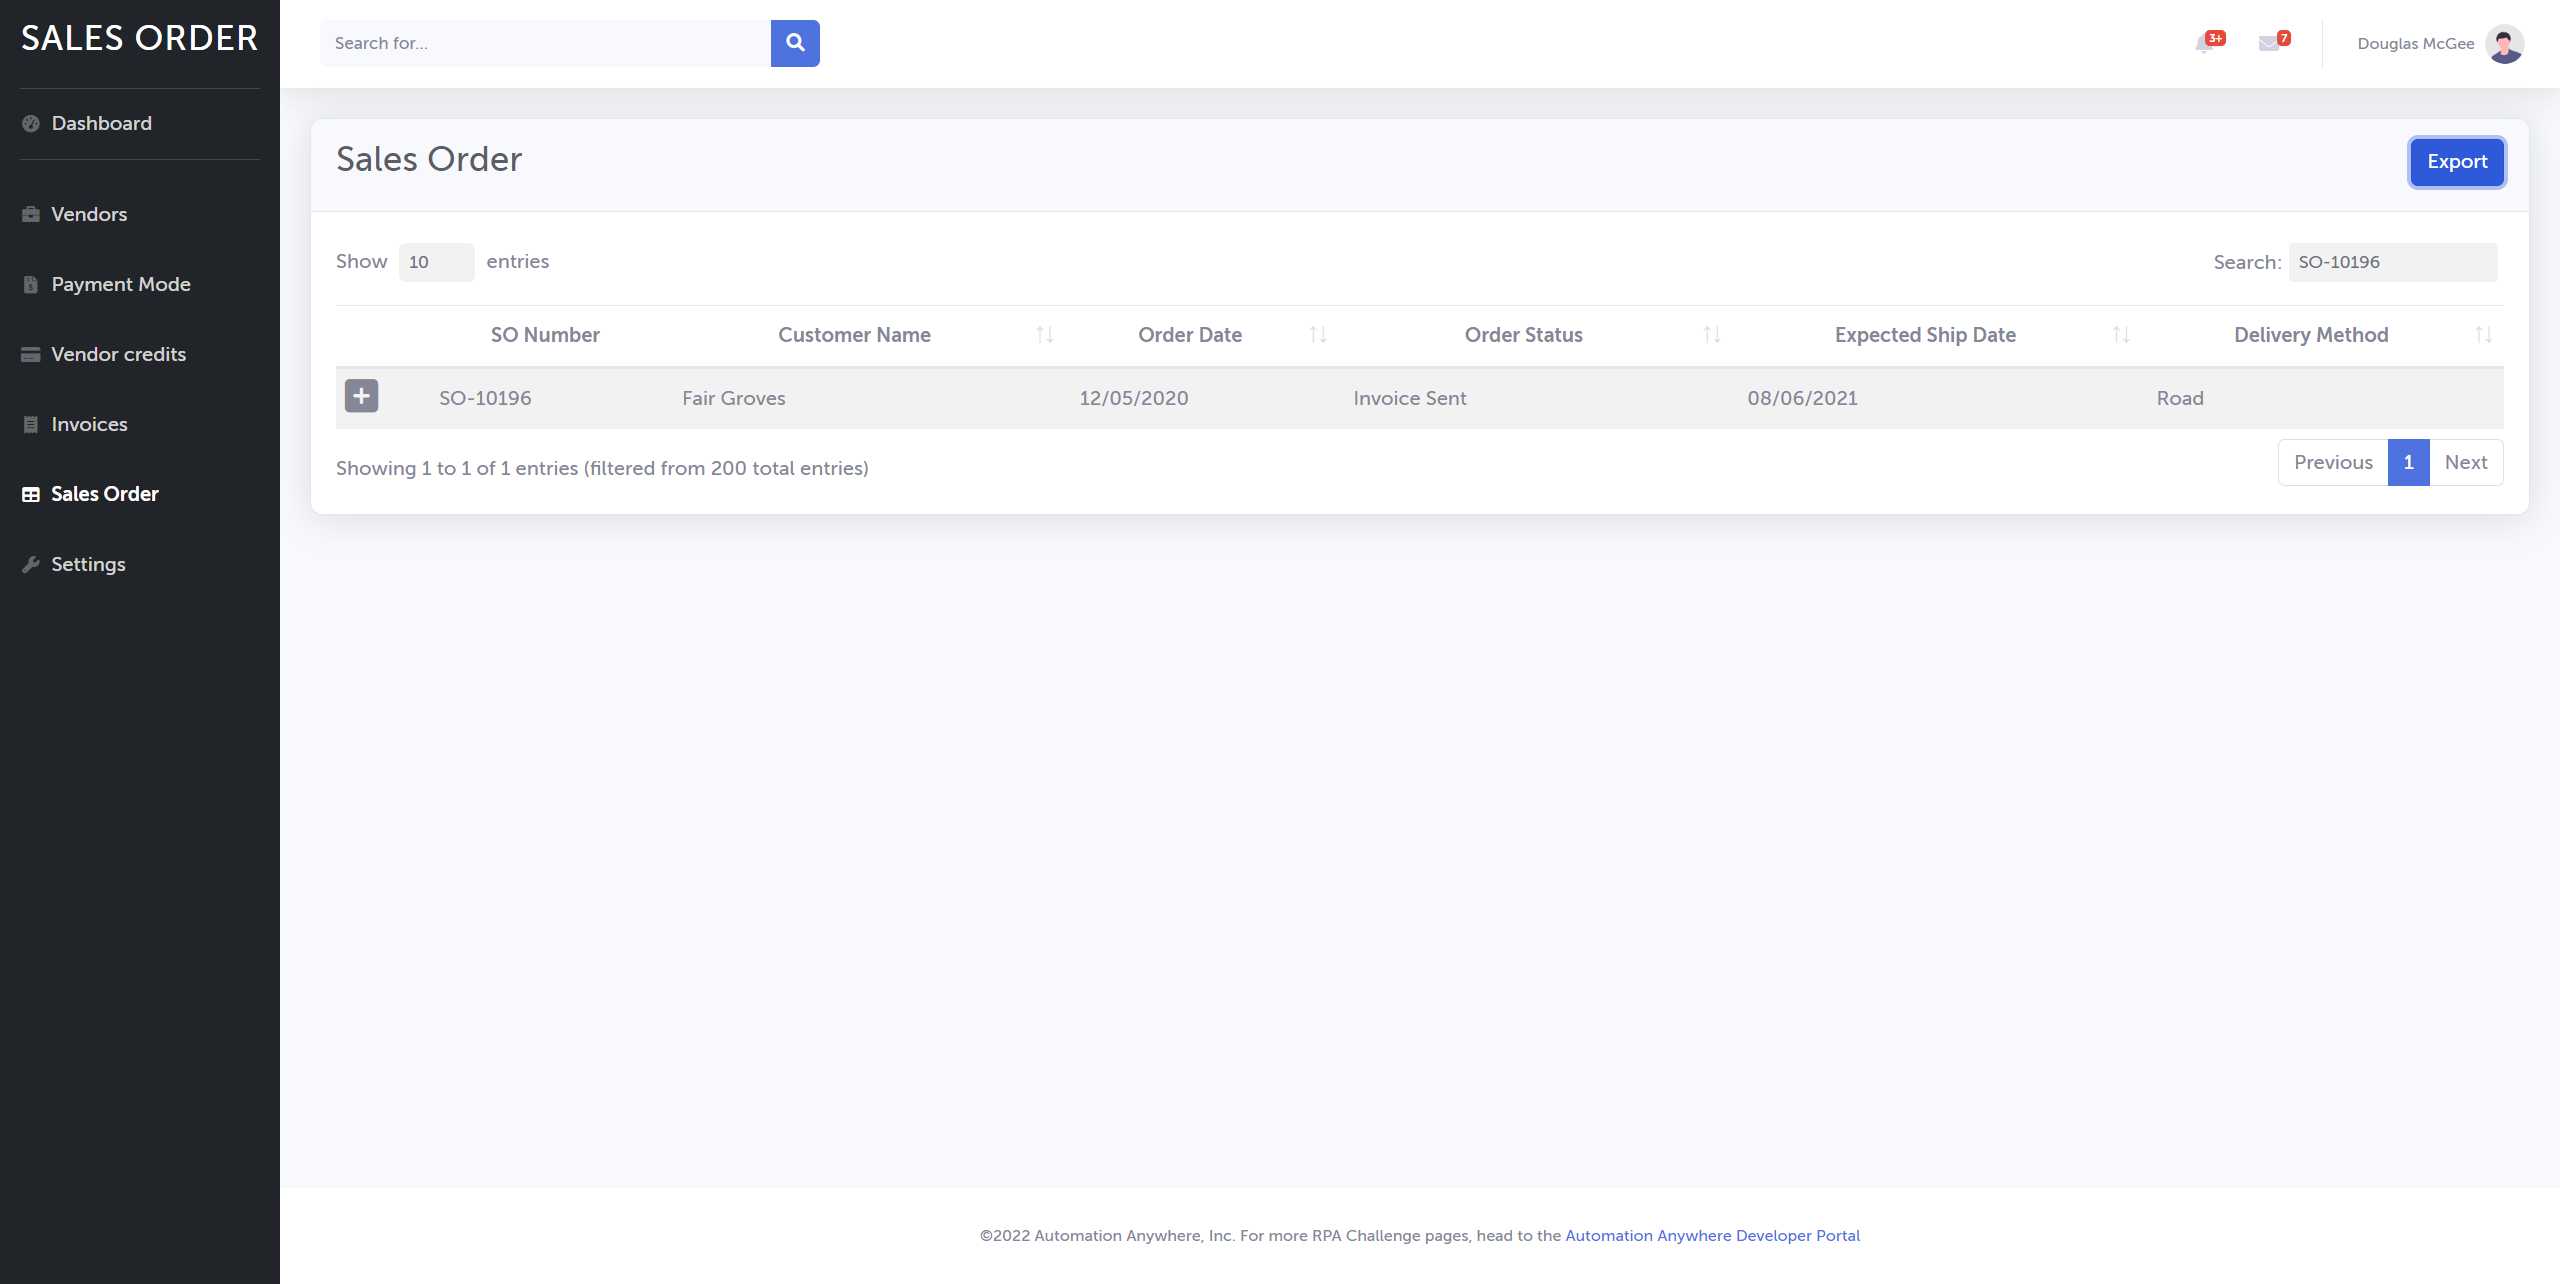 SALES ORDER
Search for...
3+
7
Douglas McGee
Dashboard
Vendors
Payment Mode
Vendor credits
Invoices
Sales Order
Settings
Sales Order
Export
Show 10 entries
Search: SO-10196
SO Number Customer Name Order Date Order Status Expected Ship Date Delivery Method
SO-10196 Fair Groves 12/05/2020 Invoice Sent 08/06/2021 Road
Showing 1 to 1 of 1 entries (filtered from 200 total entries)
Previous 1 Next
©2022 Automation Anywhere, Inc. For more RPA Challenge pages, head to the Automation Anywhere Developer Portal